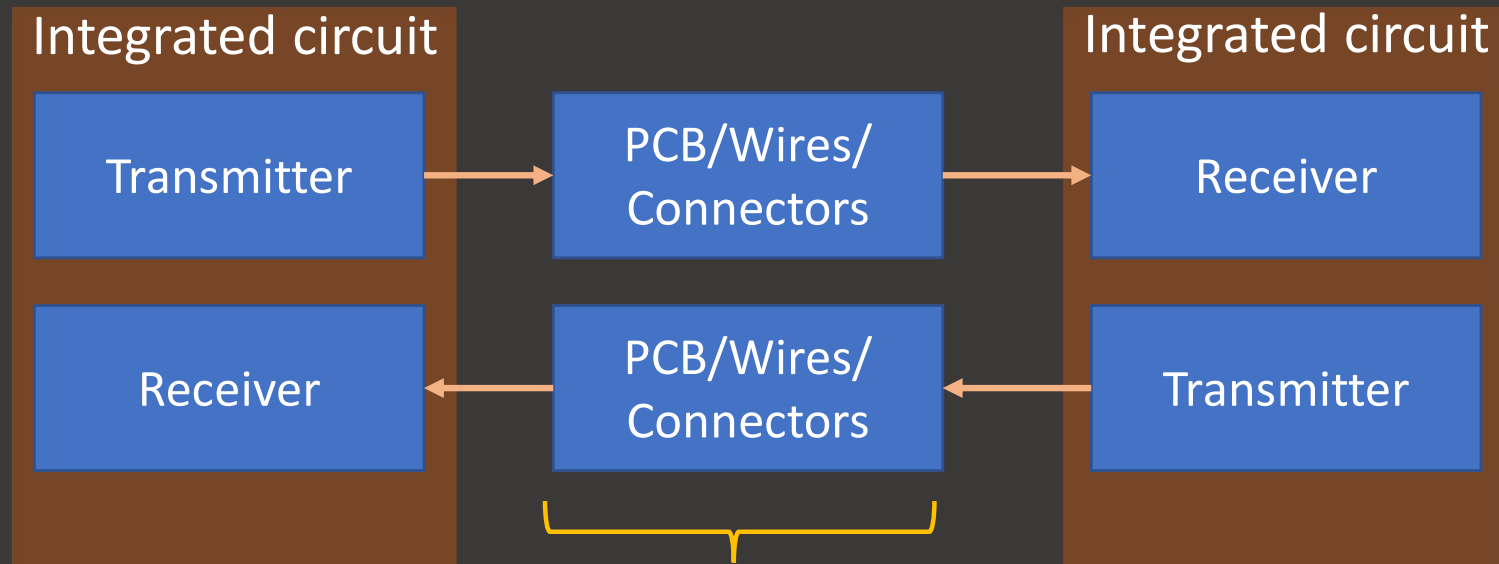 Integrated circuit
Integrated circuit
Transmitter
PCB/Wires/
Connectors
Receiver
Receiver
PCB/Wires/
Connectors
Transmitter